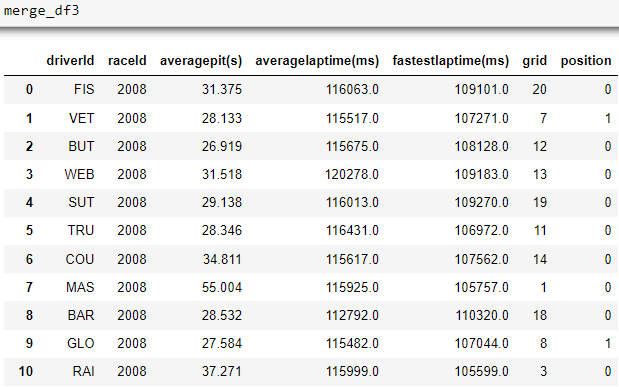 merge_df3
driverId raceId averagepit(s) averagelaptime(ms) fastestlaptime(ms) grid position
0 FIS 2008 31.375 116063.0 109101.0 20 0
1 VET 2008 28.133 115517.0 107271.0 7 1
2 BUT 2008 26.919 115675.0 108128.0 12 0
3 WEB 2008 31.518 120278.0 109183.0 13 0
4 SUT 2008 29.138 116013.0 109270.0 19 0
5 TRU 2008 28.346 116431.0 106972.0 11 0
6 COU 2008 34.811 115617.0 107562.0 14 0
7 MAS 2008 55.004 115925.0 105757.0 1 0
8 BAR 2008 28.532 112792.0 110320.0 18 0
9 GLO 2008 27.584 115482.0 107044.0 8 1
10 RAI 2008 37.271 115999.0 105599.0 3 0